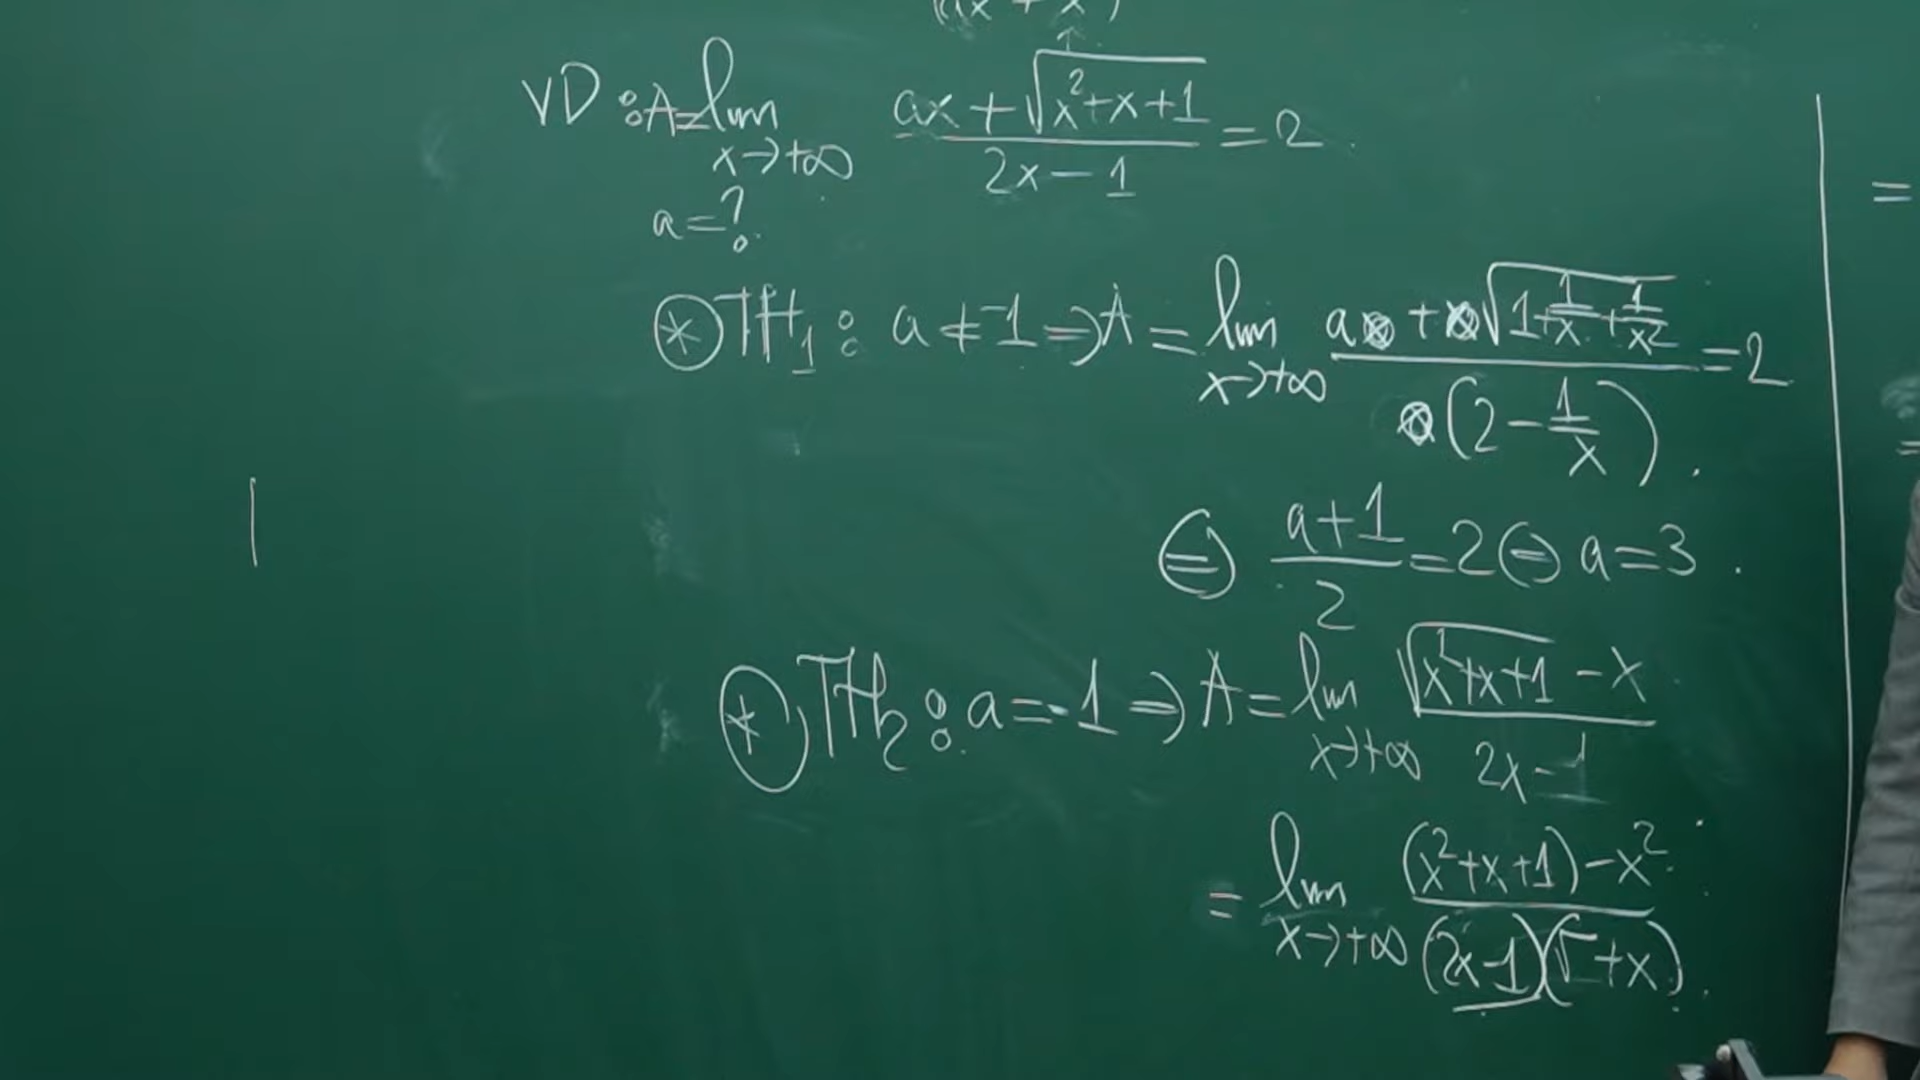 VD : A = lim x→+∞ (ax + √(x²+x+1))/(2x − 1) = 2
a = ?
⊛ TH₁ : a ≠ −1 ⇒ A = lim x→+∞ (ax + x√(1 + 1/x + 1/x²))/(x(2 − 1/x)) = 2
⇔ (a+1)/2 = 2 ⇔ a = 3
⊛ TH₂ : a = −1 ⇒ A = lim x→+∞ (√(x²+x+1) − x)/(2x − 1)
= lim x→+∞ ((x²+x+1) − x²)/((2x−1)(√ + x))